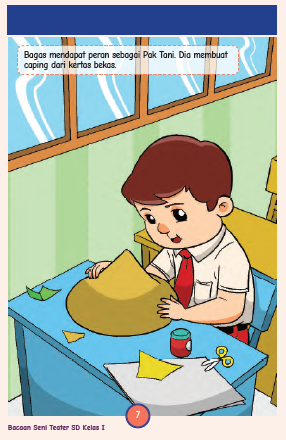 Bagas mendapat peran sebagai Pak Tani. Dia membuat
caping dari kertas bekas.
7
Bacaan Seni Teater SD Kelas I